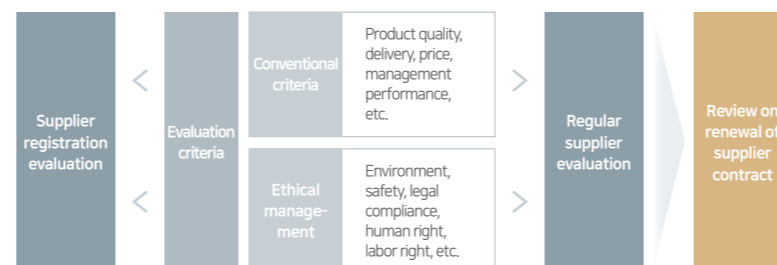 Supplier
registration
evaluation
Evaluation
criteria
Conventional
criteria
Product quality,
delivery, price,
management
performance,
etc.
Ethical
manage-
ment
Environment,
safety, legal
compliance,
human right,
labor right, etc.
Regular
supplier
evaluation
Review on
renewal of
supplier
contract